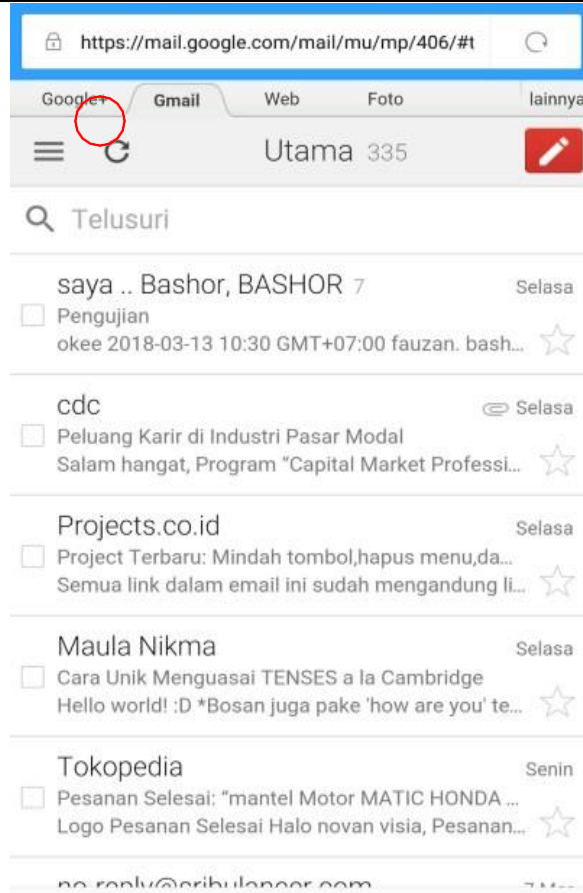 https://mail.google.com/mail/mu/mp/406/#t
Google+ Gmail Web Foto lainnya
Utama 335
Telusuri
saya .. Bashor, BASHOR 7 Selasa
Pengujian
okee 2018-03-13 10:30 GMT+07:00 fauzan. bash...
cdc Selasa
Peluang Karir di Industri Pasar Modal
Salam hangat, Program “Capital Market Professi...
Projects.co.id Selasa
Project Terbaru: Mindah tombol,hapus menu,da...
Semua link dalam email ini sudah mengandung li...
Maula Nikma Selasa
Cara Unik Menguasai TENSES a la Cambridge
Hello world! :D *Bosan juga pake 'how are you' te...
Tokopedia Senin
Pesanan Selesai: “mantel Motor MATIC HONDA ...
Logo Pesanan Selesai Halo novan visia, Pesanan...